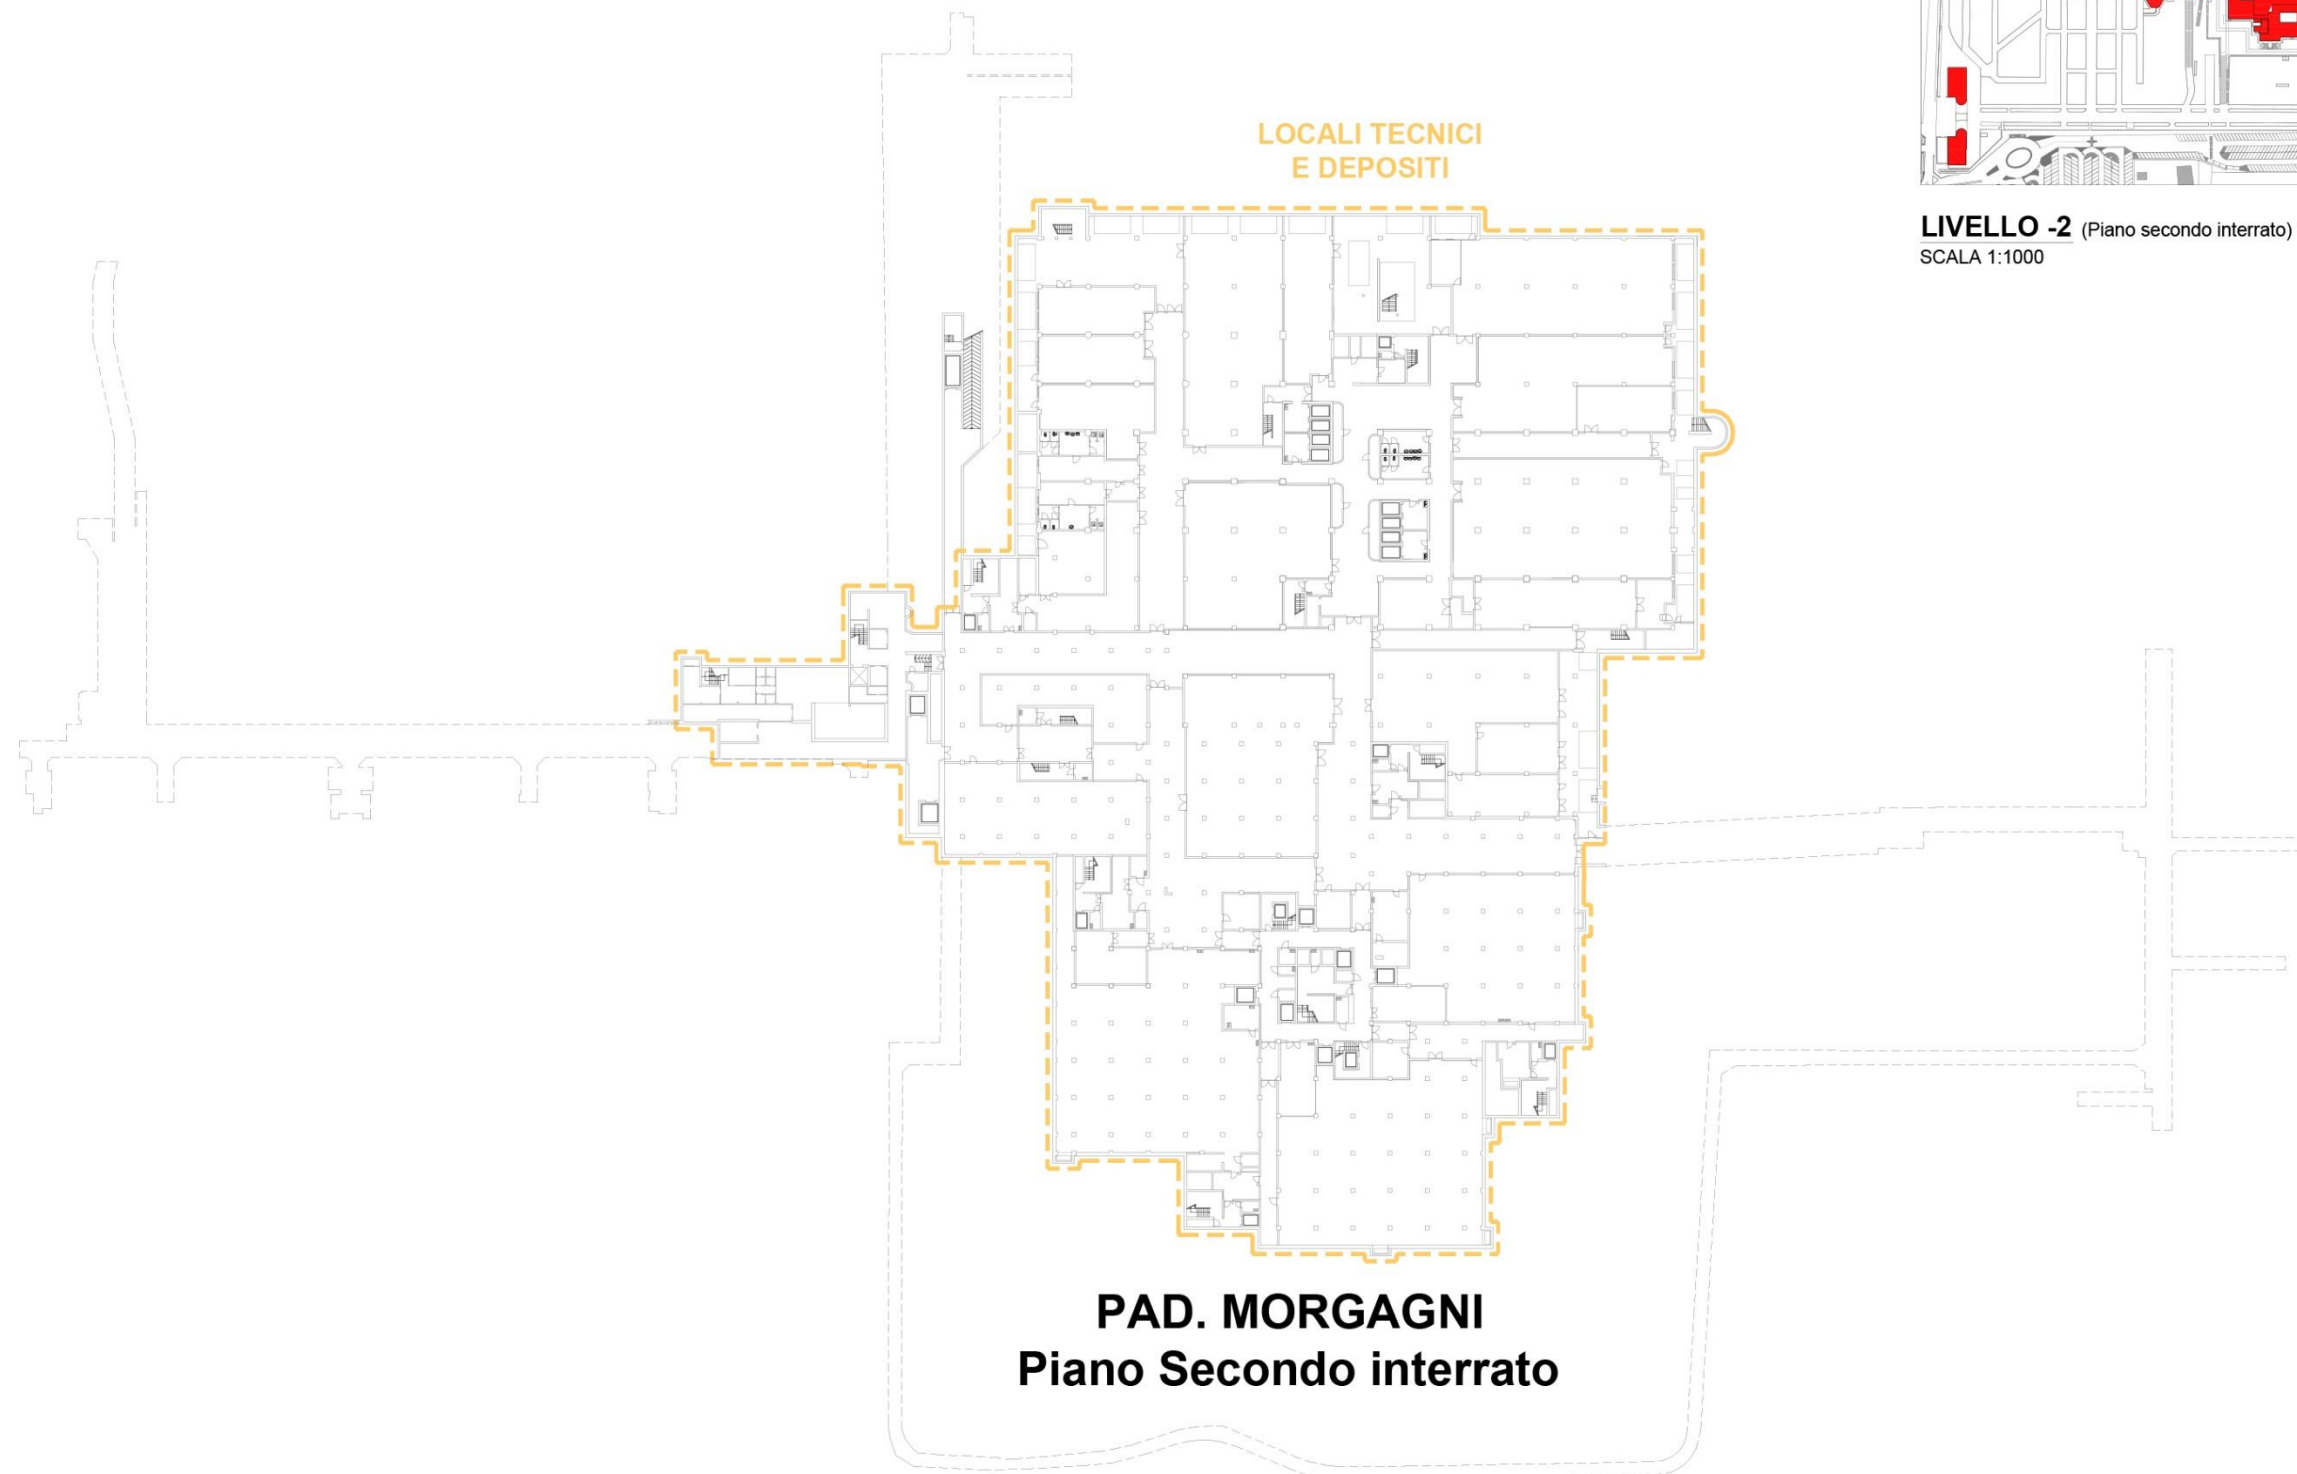 LOCALI TECNICI
E DEPOSITI
LIVELLO -2 (Piano secondo interrato)
SCALA 1:1000
PAD. MORGAGNI
Piano Secondo interrato